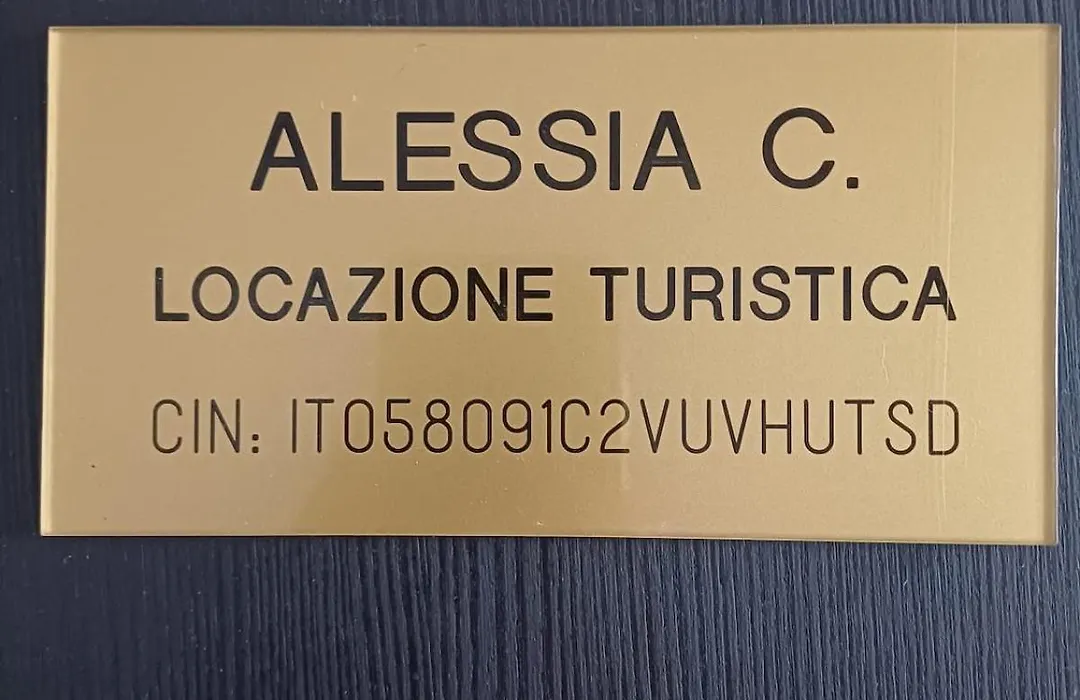 ALESSIA C.
LOCAZIONE TURISTICA
CIN: IT058091C2VUVHUTSD